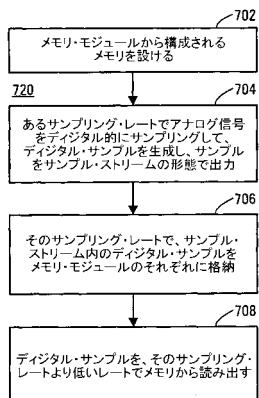 702
メモリ・モジュールから構成される
メモリを設ける
720
704
あるサンプリング・レートでアナログ信号
をディジタル的にサンプリングして、
ディジタル・サンプルを生成し、サンプル
をサンプル・ストリームの形態で出力
706
そのサンプリング・レートで、サンプル・
ストリーム内のディジタル・サンプルを
メモリ・モジュールのそれぞれに格納
708
ディジタル・サンプルを、そのサンプリング・
レートより低いレートでメモリから読み出す